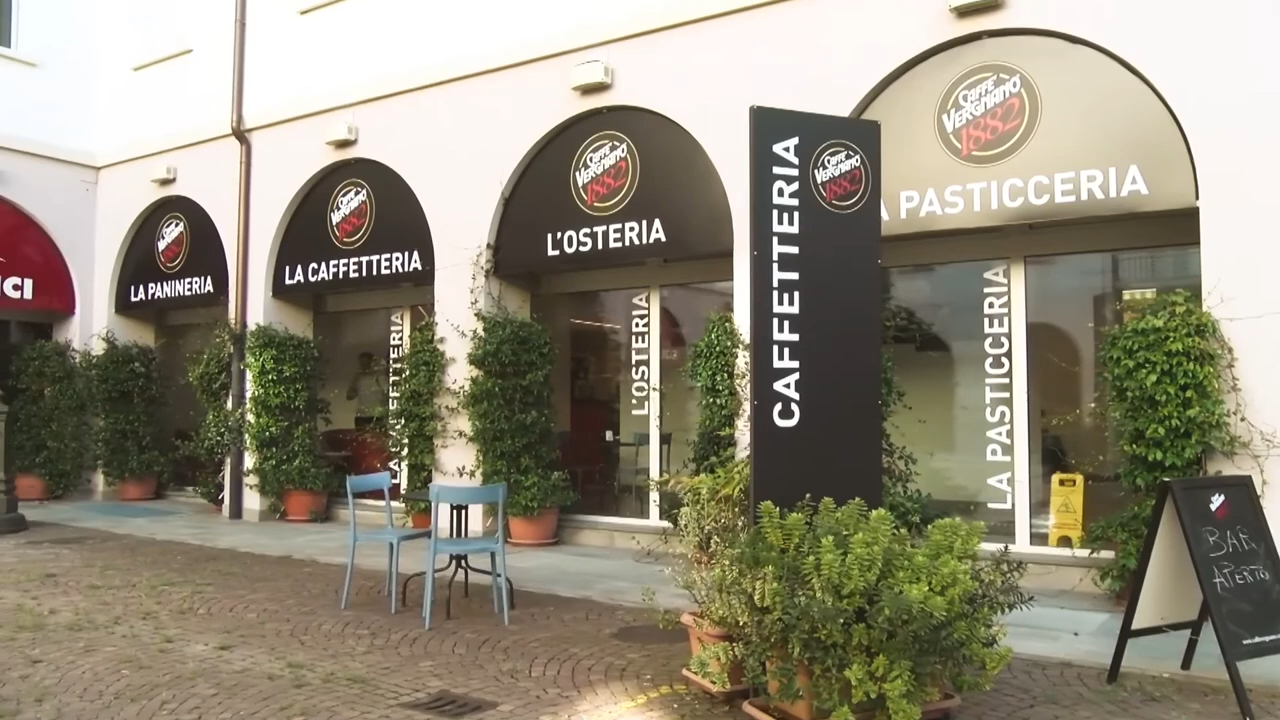 ICI
CAFFÈ
VERGNANO
1882
LA PANINERIA
CAFFÈ
VERGNANO
1882
LA CAFFETTERIA
LA CAFFETTERIA
CAFFÈ
VERGNANO
1882
L'OSTERIA
L'OSTERIA
CAFFETTERIA
CAFFÈ
VERGNANO
1882
CAFFÈ
VERGNANO
1882
A PASTICCERIA
LA PASTICCERIA
BAR
APERTO